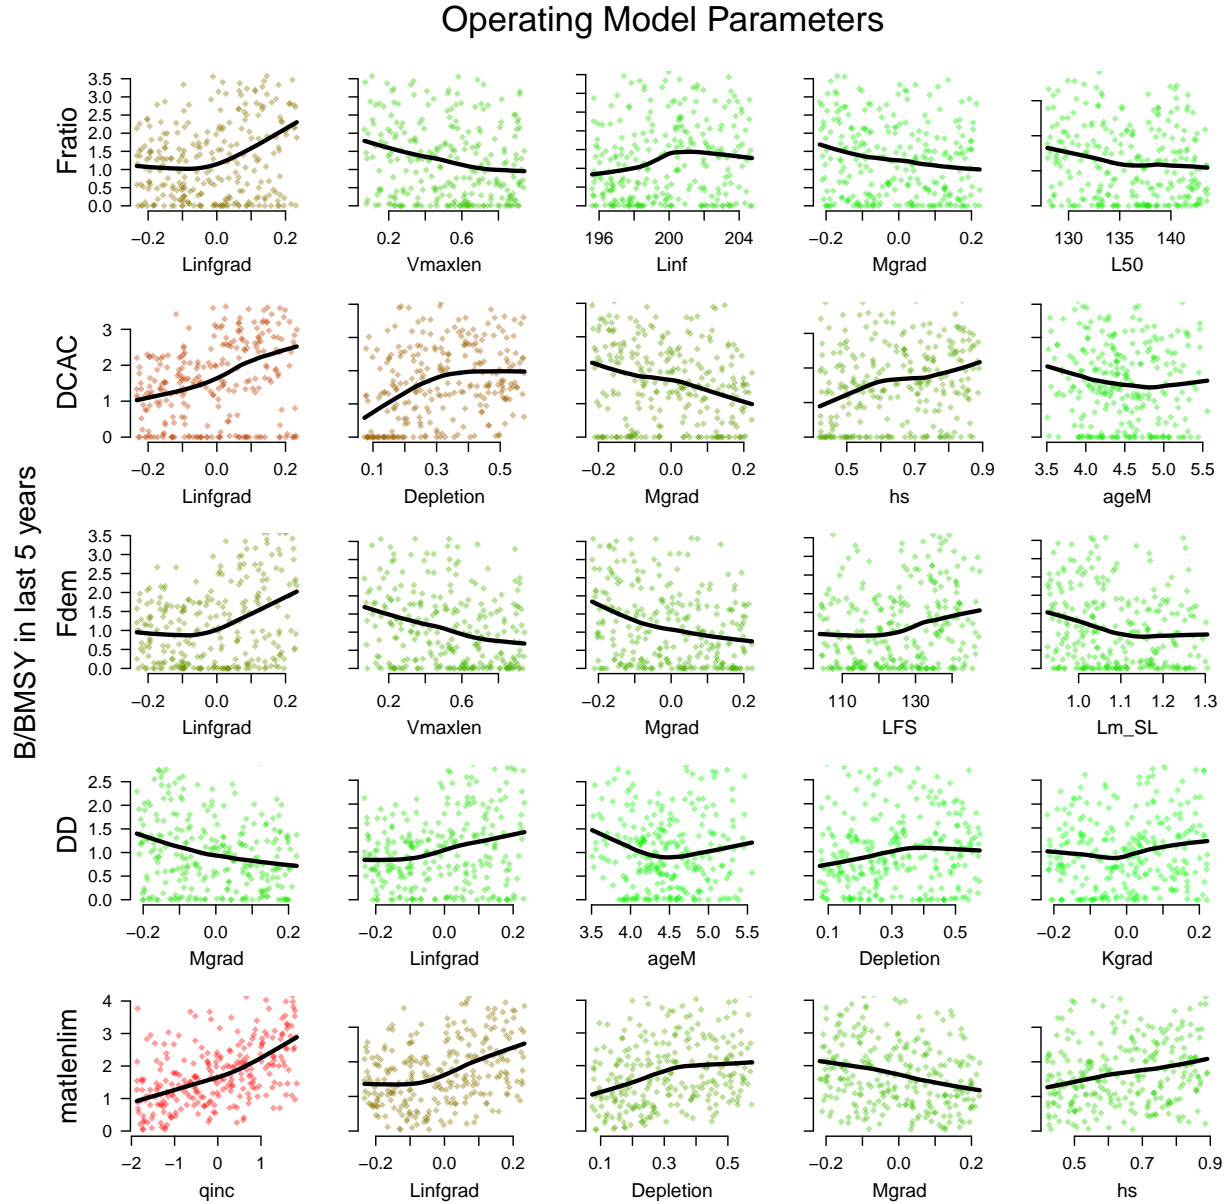 Operating Model Parameters
B/BMSY in last 5 years
Fratio
3.5
3.0
2.5
2.0
1.5
1.0
0.5
0.0
−0.2 0.0 0.2
Linfgrad
0.2 0.6
Vmaxlen
196 200 204
Linf
−0.2 0.0 0.2
Mgrad
130 135 140
L50
DCAC
3
2
1
0
−0.2 0.0 0.2
Linfgrad
0.1 0.3 0.5
Depletion
−0.2 0.0 0.2
Mgrad
0.5 0.7 0.9
hs
3.5 4.0 4.5 5.0 5.5
ageM
Fdem
3.5
3.0
2.5
2.0
1.5
1.0
0.5
0.0
−0.2 0.0 0.2
Linfgrad
0.2 0.6
Vmaxlen
−0.2 0.0 0.2
Mgrad
110 130
LFS
1.0 1.1 1.2 1.3
Lm_SL
DD
2.5
2.0
1.5
1.0
0.5
0.0
−0.2 0.0 0.2
Mgrad
−0.2 0.0 0.2
Linfgrad
3.5 4.0 4.5 5.0 5.5
ageM
0.1 0.3 0.5
Depletion
−0.2 0.0 0.2
Kgrad
matlenlim
4
3
2
1
0
−2 −1 0 1
qinc
−0.2 0.0 0.2
Linfgrad
0.1 0.3 0.5
Depletion
−0.2 0.0 0.2
Mgrad
0.5 0.7 0.9
hs